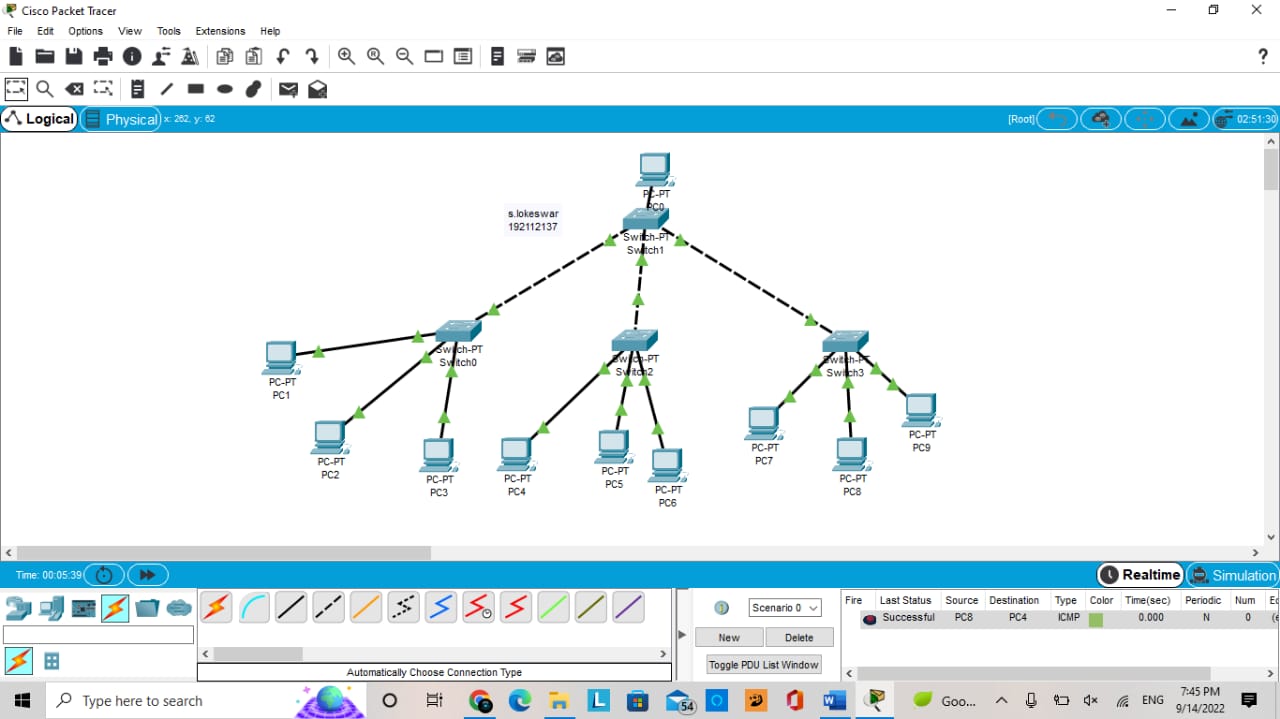 Cisco Packet Tracer
File Edit Options View Tools Extensions Help
Logical Physical x: 262, y: 62 [Root] 02:51:30
PC-PT
PC0
s.lokeswar
192112137
Switch-PT
Switch1
Switch-PT
Switch0
Switch-PT
Switch2
Switch-PT
Switch3
PC-PT
PC1
PC-PT
PC2
PC-PT
PC3
PC-PT
PC4
PC-PT
PC5
PC-PT
PC6
PC-PT
PC7
PC-PT
PC8
PC-PT
PC9
Time: 00:05:39 Realtime Simulation
Scenario 0
New Delete
Toggle PDU List Window
Automatically Choose Connection Type
Fire Last Status Source Destination Type Color Time(sec) Periodic Num
Successful PC8 PC4 ICMP 0.000 N 0 (e
Type here to search
54
Goo...
ENG
7:45 PM
9/14/2022